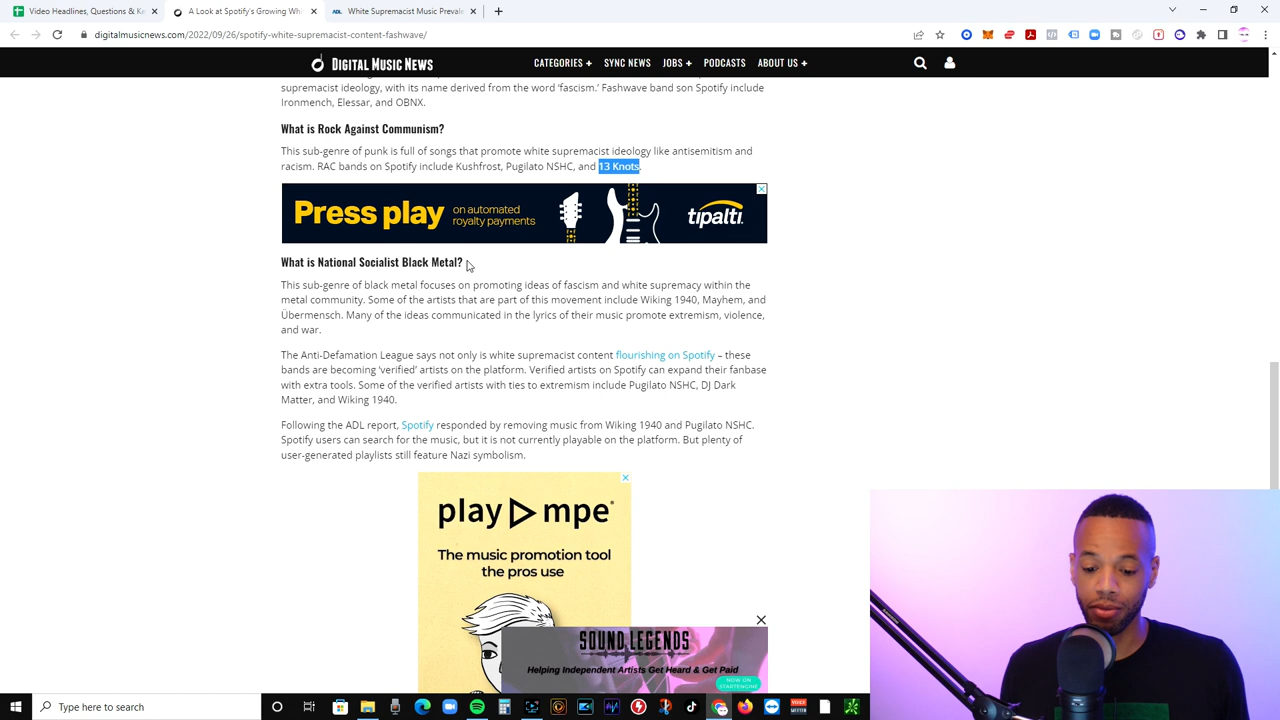 Video Headlines, Questions & Ke
A Look at Spotify's Growing Whi
ADL
White Supremacist Music Prevale
digitalmusicnews.com/2022/09/26/spotify-white-supremacist-content-fashwave/
DIGITAL MUSIC NEWS
CATEGORIES +
SYNC NEWS
JOBS +
PODCASTS
ABOUT US +
supremacist ideology, with its name derived from the word 'fascism.' Fashwave band son Spotify include
Ironmench, Elessar, and OBNX.
What is Rock Against Communism?
This sub-genre of punk is full of songs that promote white supremacist ideology like antisemitism and
racism. RAC bands on Spotify include Kushfrost, Pugilato NSHC, and 13 Knots.
Press play
on automated
royalty payments
tipalti
What is National Socialist Black Metal?
This sub-genre of black metal focuses on promoting ideas of fascism and white supremacy within the
metal community. Some of the artists that are part of this movement include Wiking 1940, Mayhem, and
Übermensch. Many of the ideas communicated in the lyrics of their music promote extremism, violence,
and war.
The Anti-Defamation League says not only is white supremacist content flourishing on Spotify – these
bands are becoming 'verified' artists on the platform. Verified artists on Spotify can expand their fanbase
with extra tools. Some of the verified artists with ties to extremism include Pugilato NSHC, DJ Dark
Matter, and Wiking 1940.
Following the ADL report, Spotify responded by removing music from Wiking 1940 and Pugilato NSHC.
Spotify users can search for the music, but it is not currently playable on the platform. But plenty of
user-generated playlists still feature Nazi symbolism.
play mpe®
The music promotion tool
the pros use
SOUND LEGENDS
Helping Independent Artists Get Heard & Get Paid
NOW ON
STARTENGINE
Type here to search